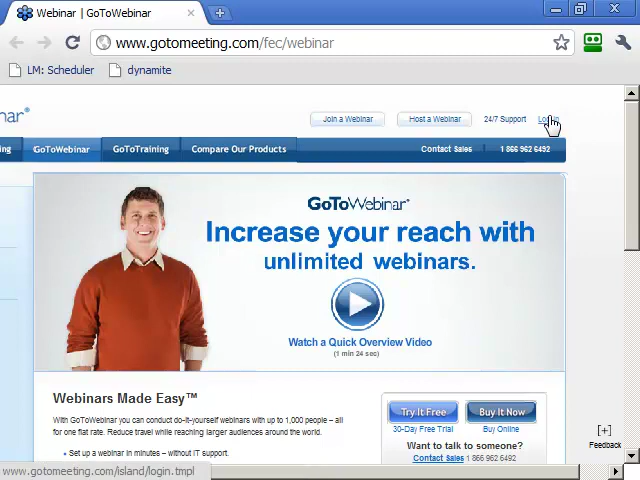 Webinar | GoToWebinar
www.gotomeeting.com/fec/webinar
LM: Scheduler dynamite
nar®
Join a Webinar Host a Webinar 24/7 Support
ing GoToWebinar GoToTraining Compare Our Products Contact Sales 1 866 962 6492
GoToWebinar®
Increase your reach with
unlimited webinars.
Watch a Quick Overview Video
(1 min 24 sec)
Webinars Made Easy™
With GoToWebinar you can conduct do-it-yourself webinars with up to 1,000 people – all
for one flat rate. Reduce travel while reaching larger audiences around the world.
Set up a webinar in minutes – without IT support.
Try It Free Buy It Now
30-Day Free Trial Buy Online
Want to talk to someone?
Contact Sales 1 866 962 6492
[+]
Feedback
www.gotomeeting.com/island/login.tmpl